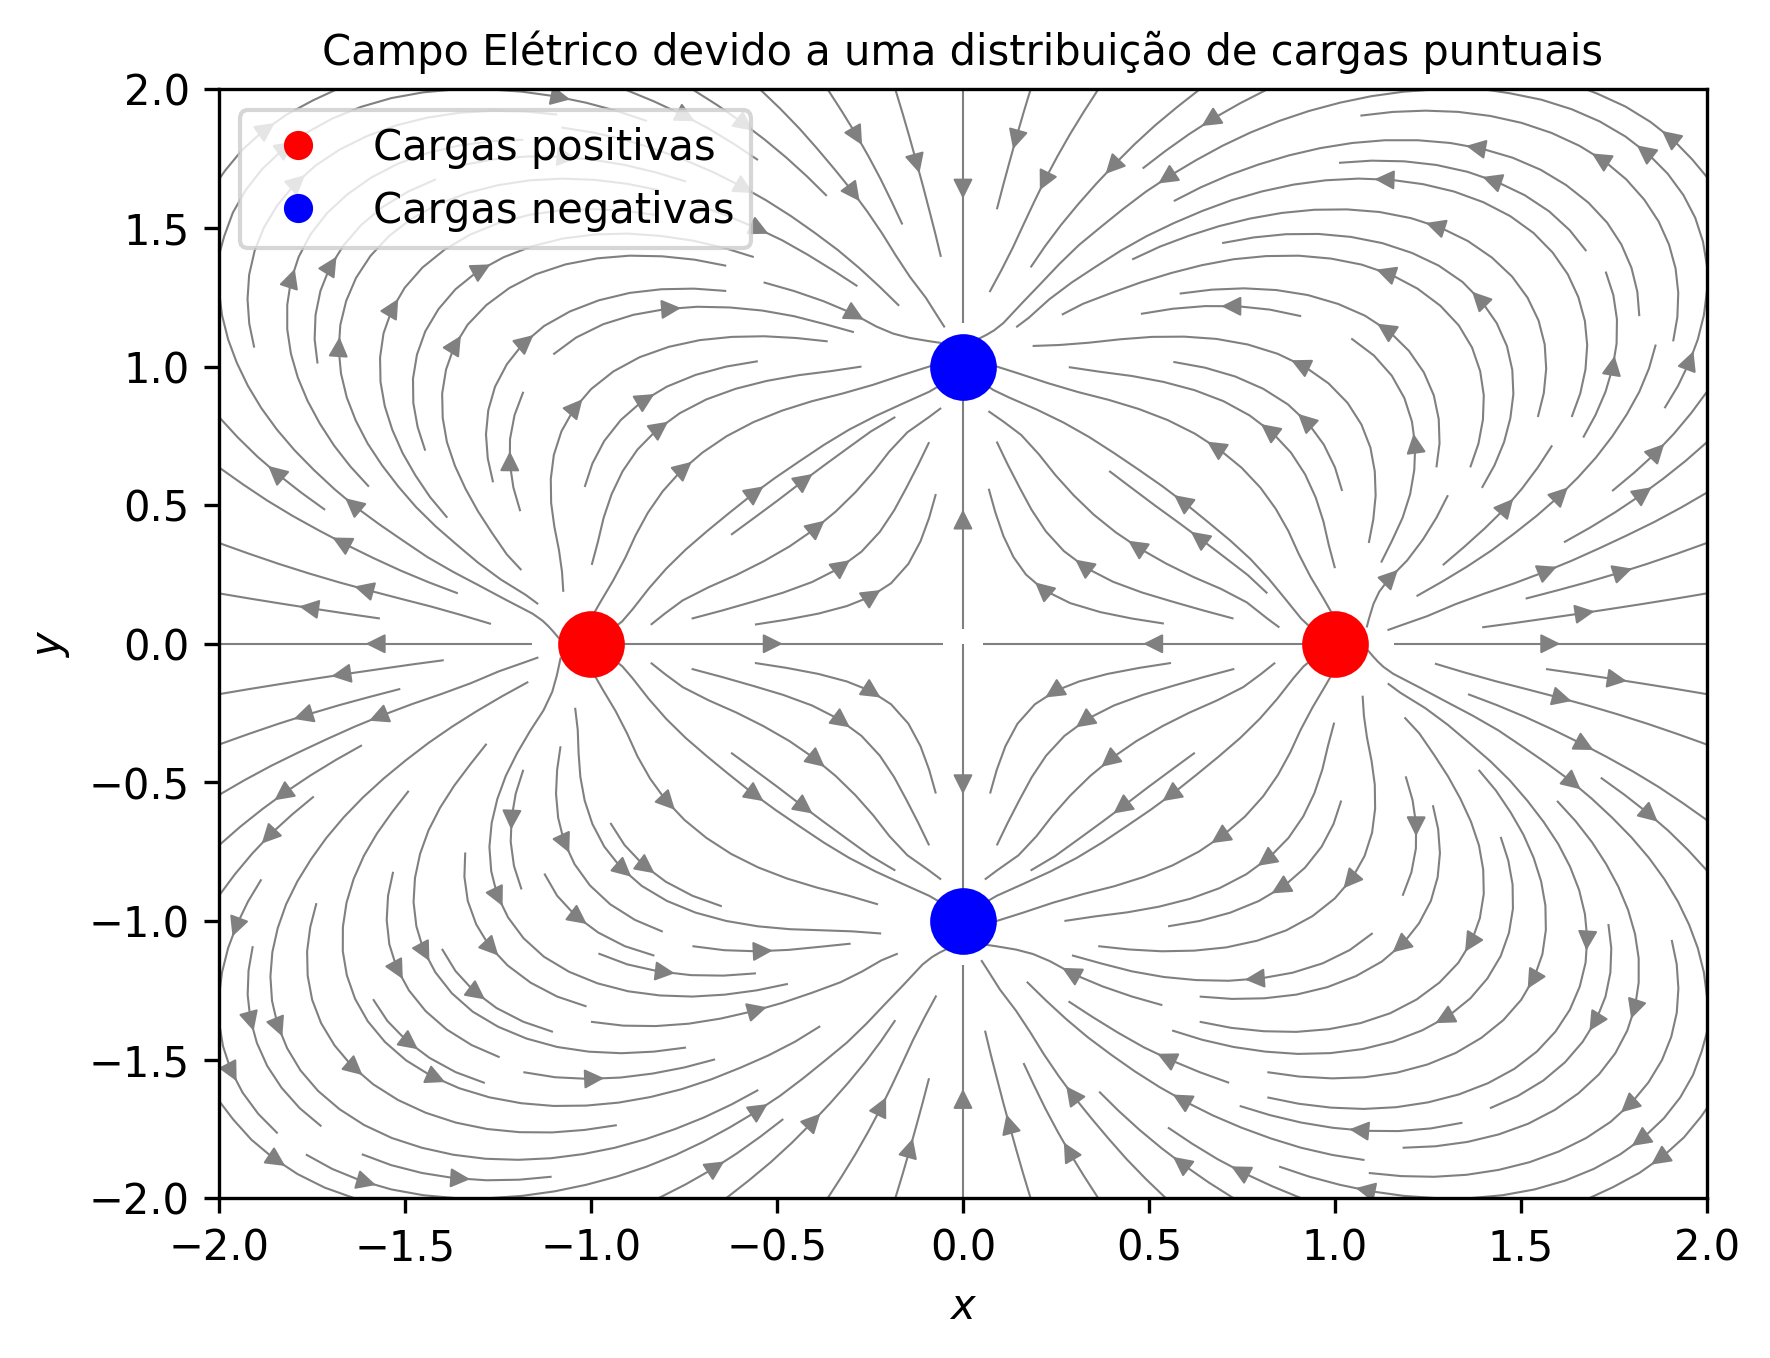 Campo Elétrico devido a uma distribuição de cargas puntuais
2.0
Cargas positivas
Cargas negativas
1.5
1.0
0.5
0.0
y
−0.5
−1.0
−1.5
−2.0
−2.0 −1.5 −1.0 −0.5 0.0 0.5 1.0 1.5 2.0
x